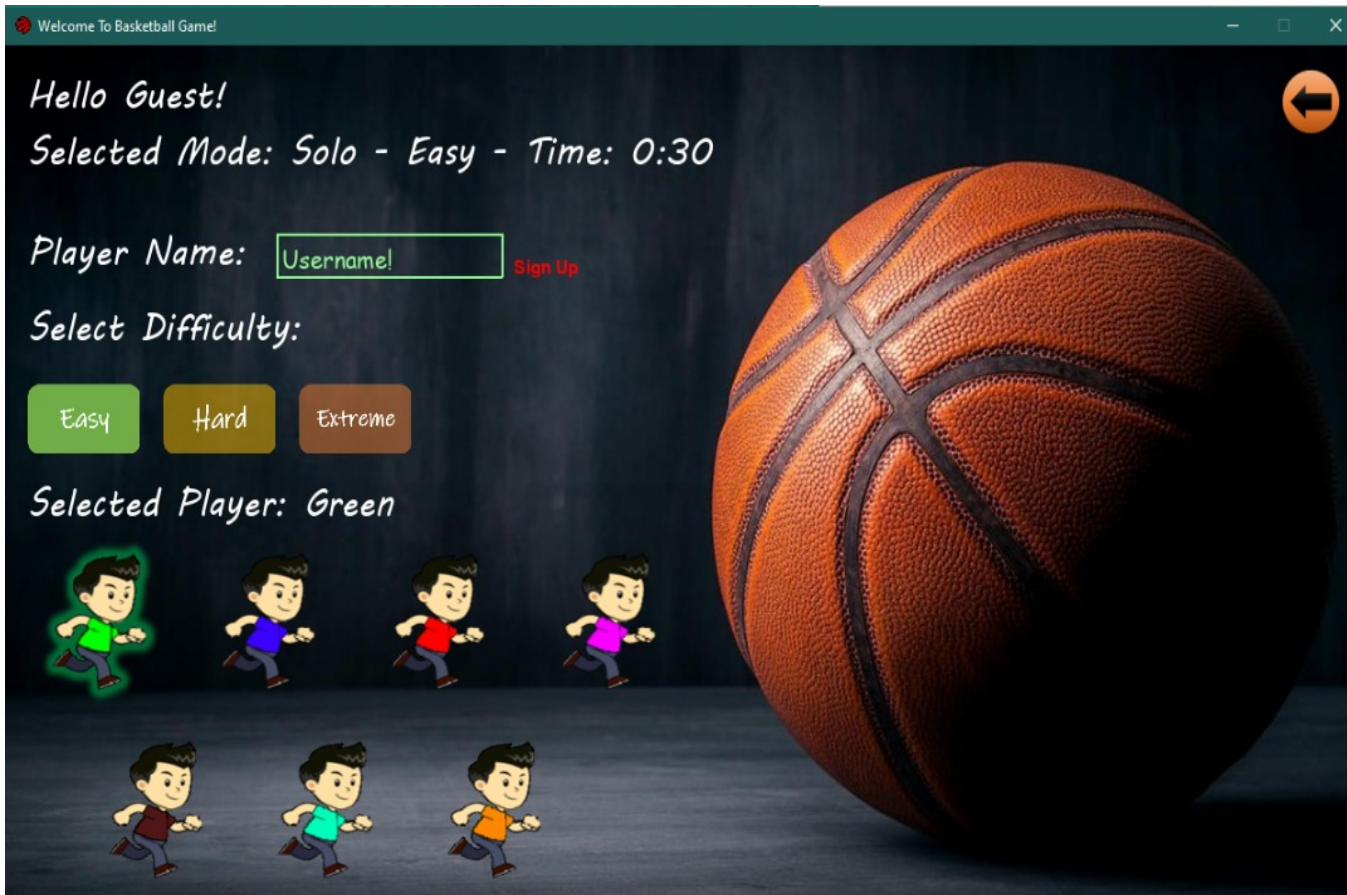 Welcome To Basketball Game!
Hello Guest!
Selected Mode: Solo - Easy - Time: 0:30
Player Name: Username! Sign Up
Select Difficulty:
Easy Hard Extreme
Selected Player: Green